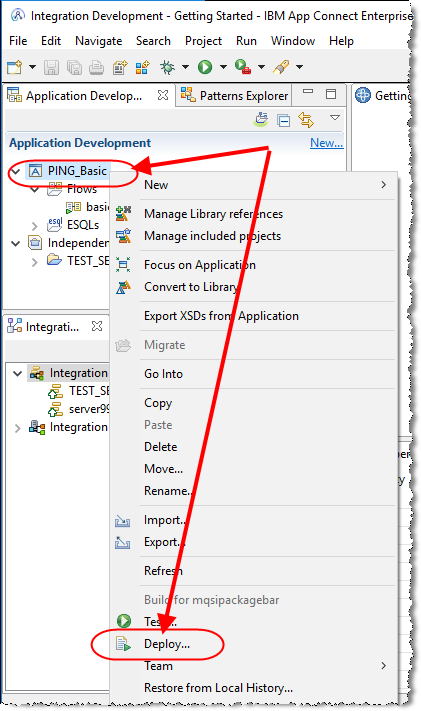 Integration Development - Getting Started - IBM App Connect Enterprise
File Edit Navigate Search Project Run Window Help
Application Develop... Patterns Explorer Getting
Application Development New...
PING_Basic
Flows
basic
ESQLs
Independen
TEST_SE
Integrati...
Integration
TEST_SE
server99
Integration
New
Manage Library references
Manage included projects
Focus on Application
Convert to Library
Export XSDs from Application
Migrate
Go Into
Copy
Paste
Delete
Move...
Rename...
Import...
Export...
Refresh
Build for mqsipackagebar
Deploy...
Team
Restore from Local History...